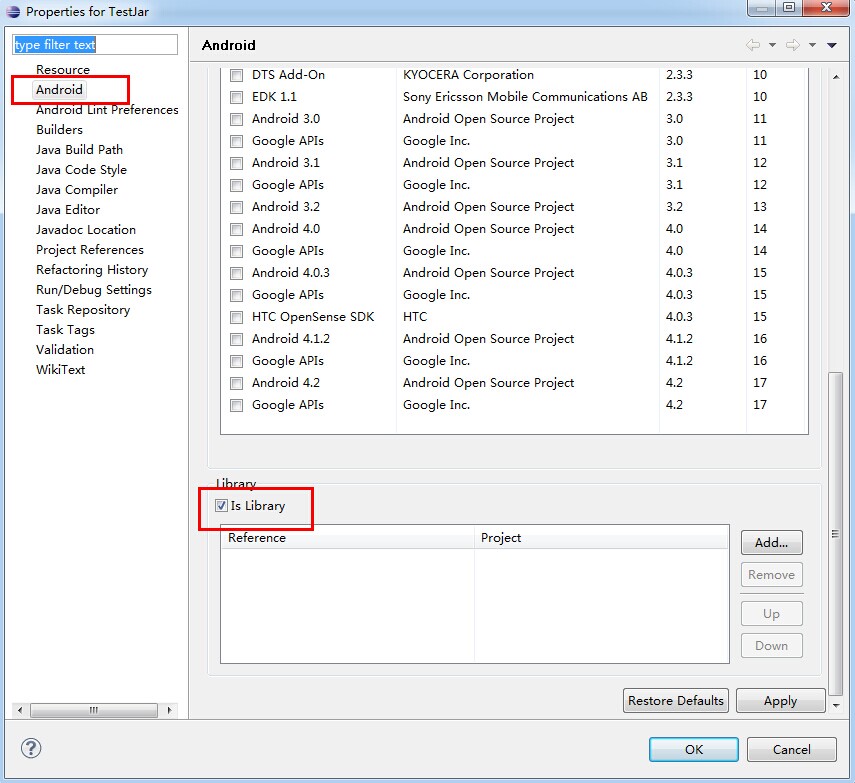 Properties for TestJar
type filter text
Resource
Android
Android Lint Preferences
Builders
Java Build Path
Java Code Style
Java Compiler
Java Editor
Javadoc Location
Project References
Refactoring History
Run/Debug Settings
Task Repository
Task Tags
Validation
WikiText
Android
DTS Add-On KYOCERA Corporation 2.3.3 10
EDK 1.1 Sony Ericsson Mobile Communications AB 2.3.3 10
Android 3.0 Android Open Source Project 3.0 11
Google APIs Google Inc. 3.0 11
Android 3.1 Android Open Source Project 3.1 12
Google APIs Google Inc. 3.1 12
Android 3.2 Android Open Source Project 3.2 13
Android 4.0 Android Open Source Project 4.0 14
Google APIs Google Inc. 4.0 14
Android 4.0.3 Android Open Source Project 4.0.3 15
Google APIs Google Inc. 4.0.3 15
HTC OpenSense SDK HTC 4.0.3 15
Android 4.1.2 Android Open Source Project 4.1.2 16
Google APIs Google Inc. 4.1.2 16
Android 4.2 Android Open Source Project 4.2 17
Google APIs Google Inc. 4.2 17
Library
Is Library
Reference Project
Add...
Remove
Up
Down
Restore Defaults Apply
OK Cancel